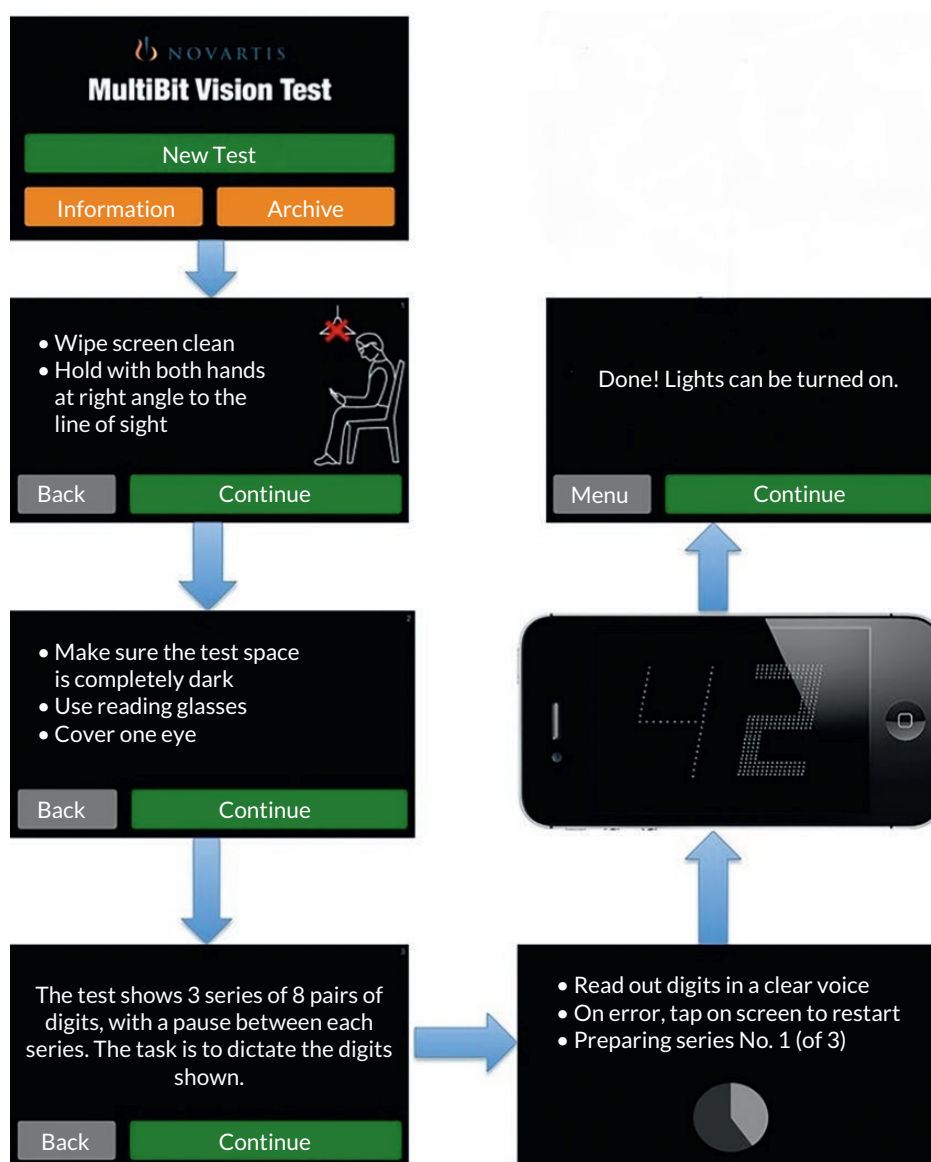 NOVARTIS
MultiBit Vision Test
New Test
Information
Archive
1
• Wipe screen clean
• Hold with both hands
at right angle to the
line of sight
Back
Continue
2
• Make sure the test space
is completely dark
• Use reading glasses
• Cover one eye
Back
Continue
3
The test shows 3 series of 8 pairs of
digits, with a pause between each
series. The task is to dictate the digits
shown.
Back
Continue
• Read out digits in a clear voice
• On error, tap on screen to restart
• Preparing series No. 1 (of 3)
42
Done! Lights can be turned on.
Menu
Continue